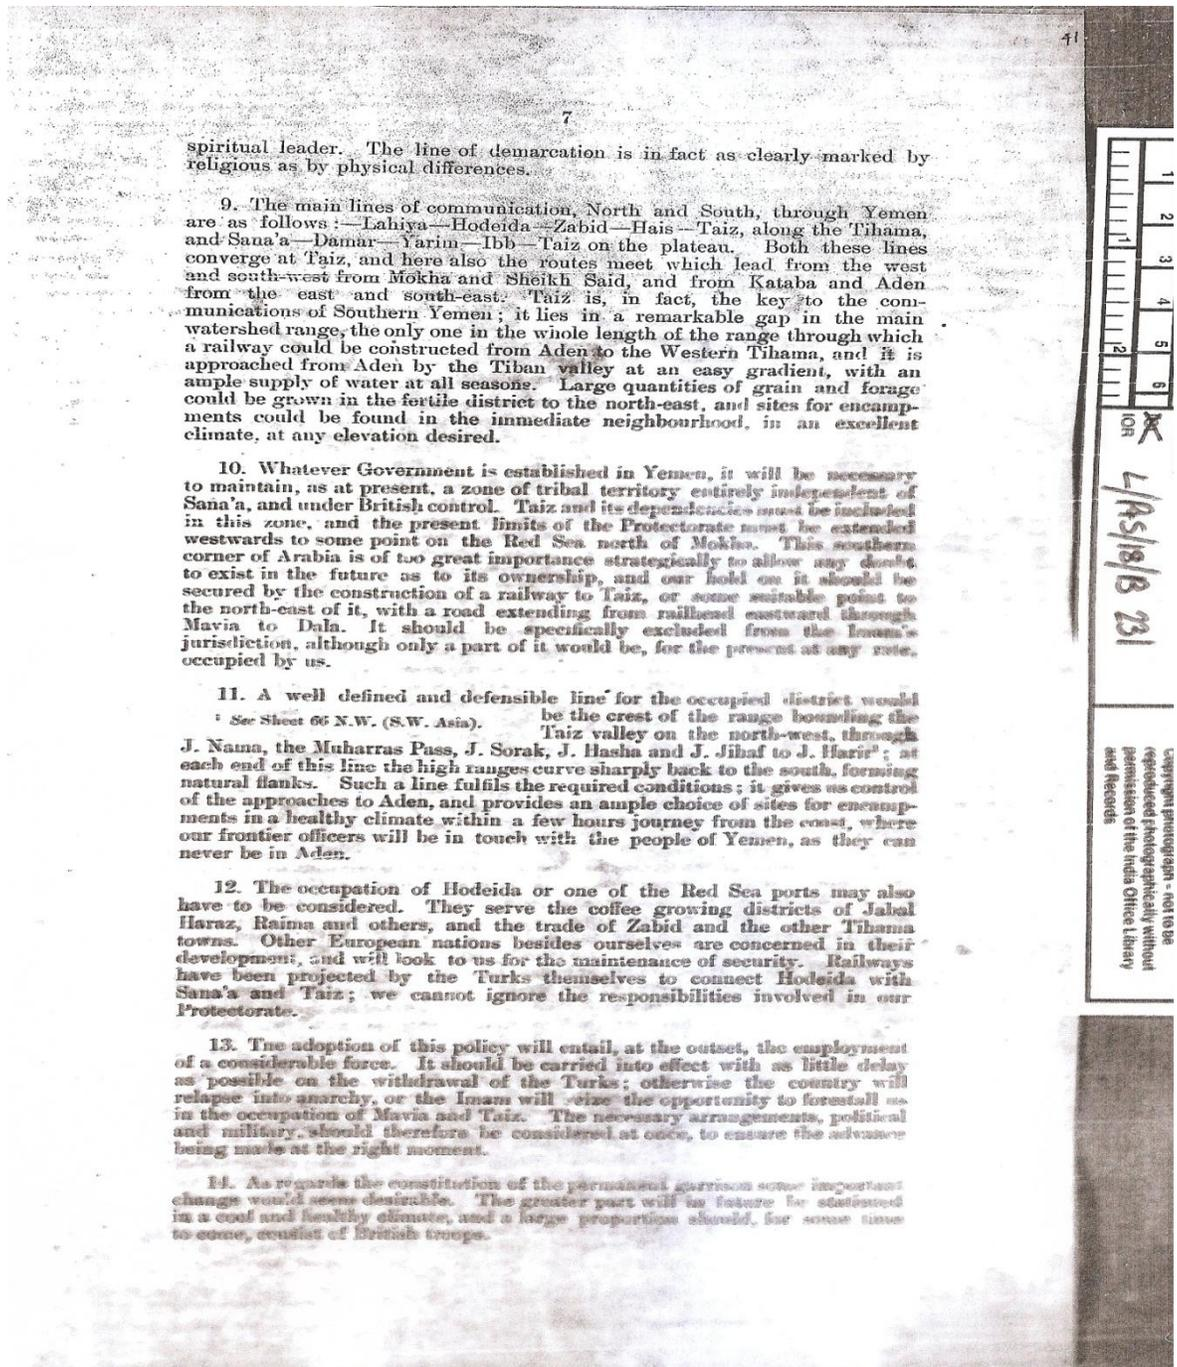 41
7
spiritual leader. The line of demarcation is in fact as clearly marked by
religious as by physical differences.
9. The main lines of communication, North and South, through Yemen
are as follows :—Lahiya—Hodeida—Zabid—Hais—Taiz, along the Tihama,
and Sana'a—Damar—Yarim—Ibb—Taiz on the plateau. Both these lines
converge at Taiz, and here also the routes meet which lead from the west
and south-west from Mokha and Sheikh Said, and from Kataba and Aden
from the east and south-east. Taiz is, in fact, the key to the com-
munications of Southern Yemen; it lies in a remarkable gap in the main
watershed range, the only one in the whole length of the range through which
a railway could be constructed from Aden to the Western Tihama, and it is
approached from Aden by the Tiban valley at an easy gradient, with an
ample supply of water at all seasons. Large quantities of grain and forage
could be grown in the fertile district to the north-east, and sites for encamp-
ments could be found in the immediate neighbourhood, in an excellent
climate, at any elevation desired.
10. Whatever Government is established in Yemen, it will be necessary
to maintain, as at present, a zone of tribal territory entirely independent of
Sana'a, and under British control. Taiz and its dependencies must be included
in this zone, and the present limits of the Protectorate must be extended
westwards to some point on the Red Sea north of Mokha. This southern
corner of Arabia is of too great importance strategically to allow any doubt
to exist in the future as to its ownership, and our hold on it should be
secured by the construction of a railway to Taiz, or some suitable point to
the north-east of it, with a road extending from railhead eastward through
Mavia to Dala. It should be specifically excluded from the Imam's
jurisdiction, although only a part of it would be, for the present at any rate,
occupied by us.
11. A well defined and defensible line for the occupied district would
be the crest of the range bounding the
¹ See Sheet 66 N.W. (S.W. Asia).
Taiz valley on the north-west, through
J. Nama, the Muharras Pass, J. Sorak, J. Hasha and J. Jihaf to J. Harir¹; at
each end of this line the high ranges curve sharply back to the south, forming
natural flanks. Such a line fulfils the required conditions; it gives us control
of the approaches to Aden, and provides an ample choice of sites for encamp-
ments in a healthy climate within a few hours journey from the coast, where
our frontier officers will be in touch with the people of Yemen, as they can
never be in Aden.
12. The occupation of Hodeida or one of the Red Sea ports may also
have to be considered. They serve the coffee growing districts of Jabal
Haraz, Raima and others, and the trade of Zabid and the other Tihama
towns. Other European nations besides ourselves are concerned in their
development, and will look to us for the maintenance of security. Railways
have been projected by the Turks themselves to connect Hodeida with
Sana'a and Taiz; we cannot ignore the responsibilities involved in our
Protectorate.
13. The adoption of this policy will entail, at the outset, the employment
of a considerable force. It should be carried into effect with as little delay
as possible on the withdrawal of the Turks; otherwise the country will
relapse into anarchy, or the Imam will seize the opportunity to forestall us
in the occupation of Mavia and Taiz. The necessary arrangements, political
and military, should therefore be considered at once, to ensure the advance
being made at the right moment.
14. As regards the constitution of the permanent garrison some important
change would seem desirable. The greater part will in future be stationed
in a cool and healthy climate, and a large proportion should, for some time
to come, consist of British troops.
1 2 3 4 5 6
1 2
IOR
L/AS/18/B 231
Copyright photograph - not to be
reproduced photographically without
permission of the India Office Library
and Records